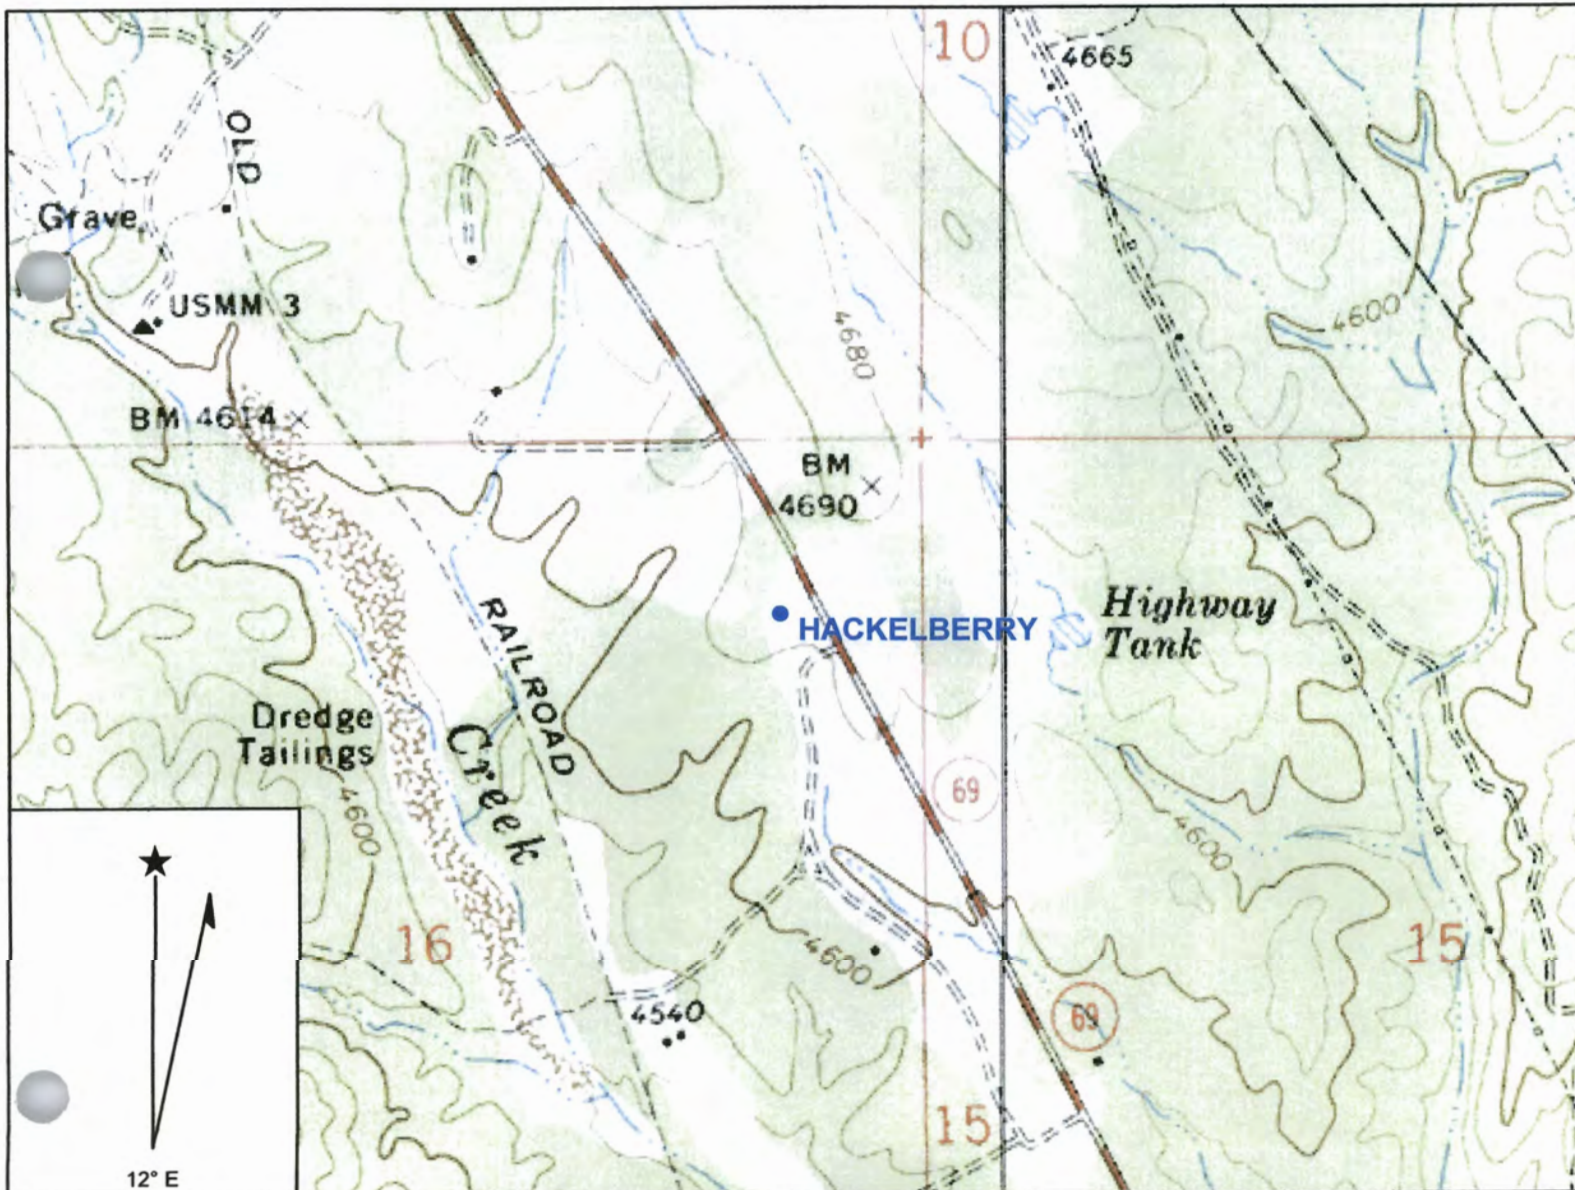 10
4665
OLD
Grave
USMM 3
4600
4680
BM 4614
BM
4690
HACKELBERRY
Highway
Tank
RAILROAD
Dredge
Tailings
Creek
69
4600
4600
16
15
4600
4540
69
15
12° E